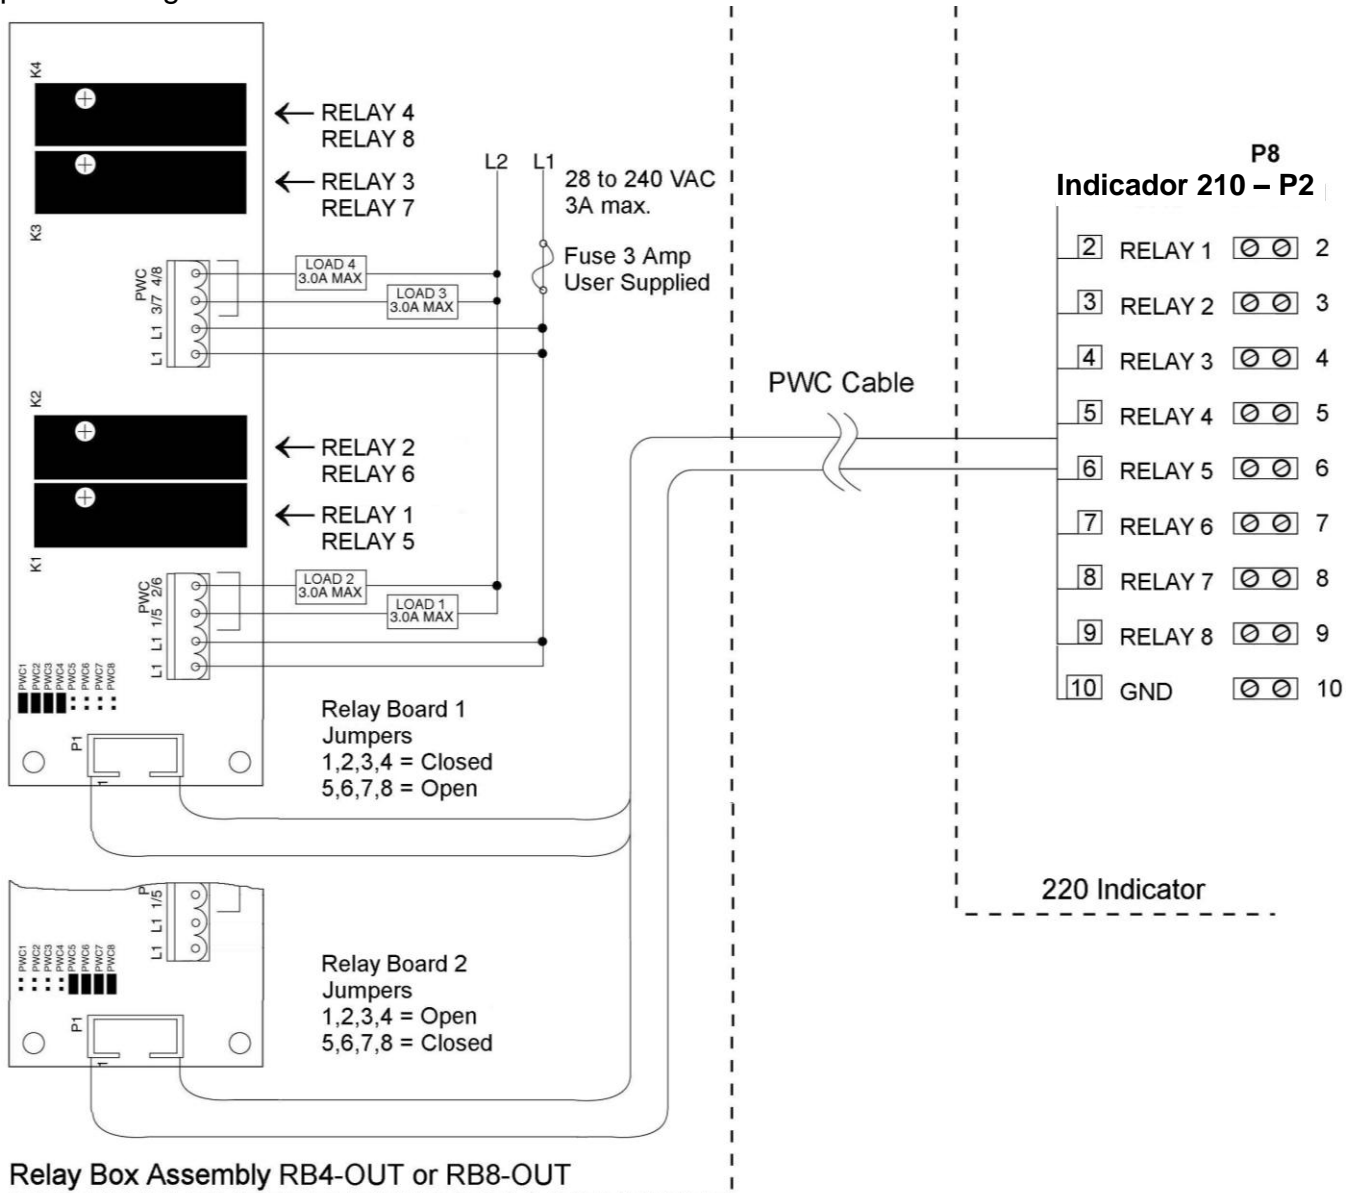 K4
RELAY 4
RELAY 8
RELAY 3
RELAY 7
K3
L2 L1
28 to 240 VAC
3A max.
Fuse 3 Amp
User Supplied
PWC
L1 L1 3/7 4/8
LOAD 4
3.0A MAX
LOAD 3
3.0A MAX
K2
RELAY 2
RELAY 6
RELAY 1
RELAY 5
K1
PWC
L1 L1 1/5 2/6
LOAD 2
3.0A MAX
LOAD 1
3.0A MAX
PWC1
PWC2
PWC3
PWC4
PWC5
PWC6
PWC7
PWC8
P1
1
Relay Board 1
Jumpers
1,2,3,4 = Closed
5,6,7,8 = Open
L1 L1 1/5
P
PWC1
PWC2
PWC3
PWC4
PWC5
PWC6
PWC7
PWC8
P1
1
Relay Board 2
Jumpers
1,2,3,4 = Open
5,6,7,8 = Closed
Relay Box Assembly RB4-OUT or RB8-OUT
PWC Cable
P8
Indicador 210 – P2
2 RELAY 1 2
3 RELAY 2 3
4 RELAY 3 4
5 RELAY 4 5
6 RELAY 5 6
7 RELAY 6 7
8 RELAY 7 8
9 RELAY 8 9
10 GND 10
220 Indicator